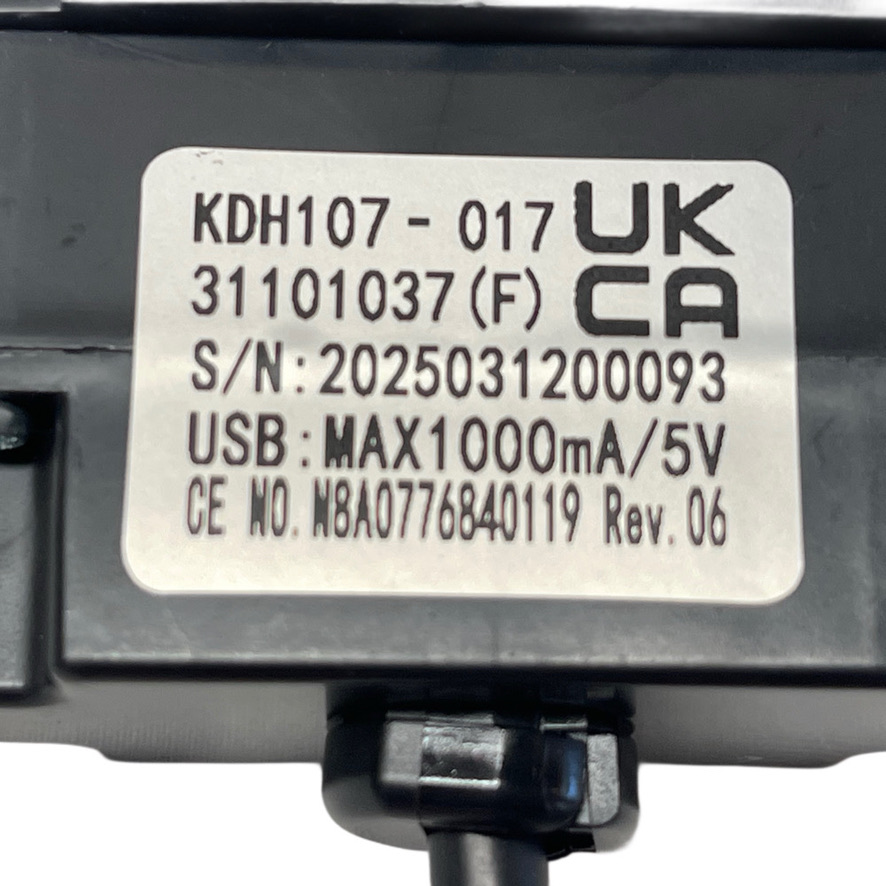 KDH107 - 017
UK
CA
31101037(F)
S/N:2025031200093
USB:MAX1000mA/5V
CE NO. N8A0776840119 Rev. 06